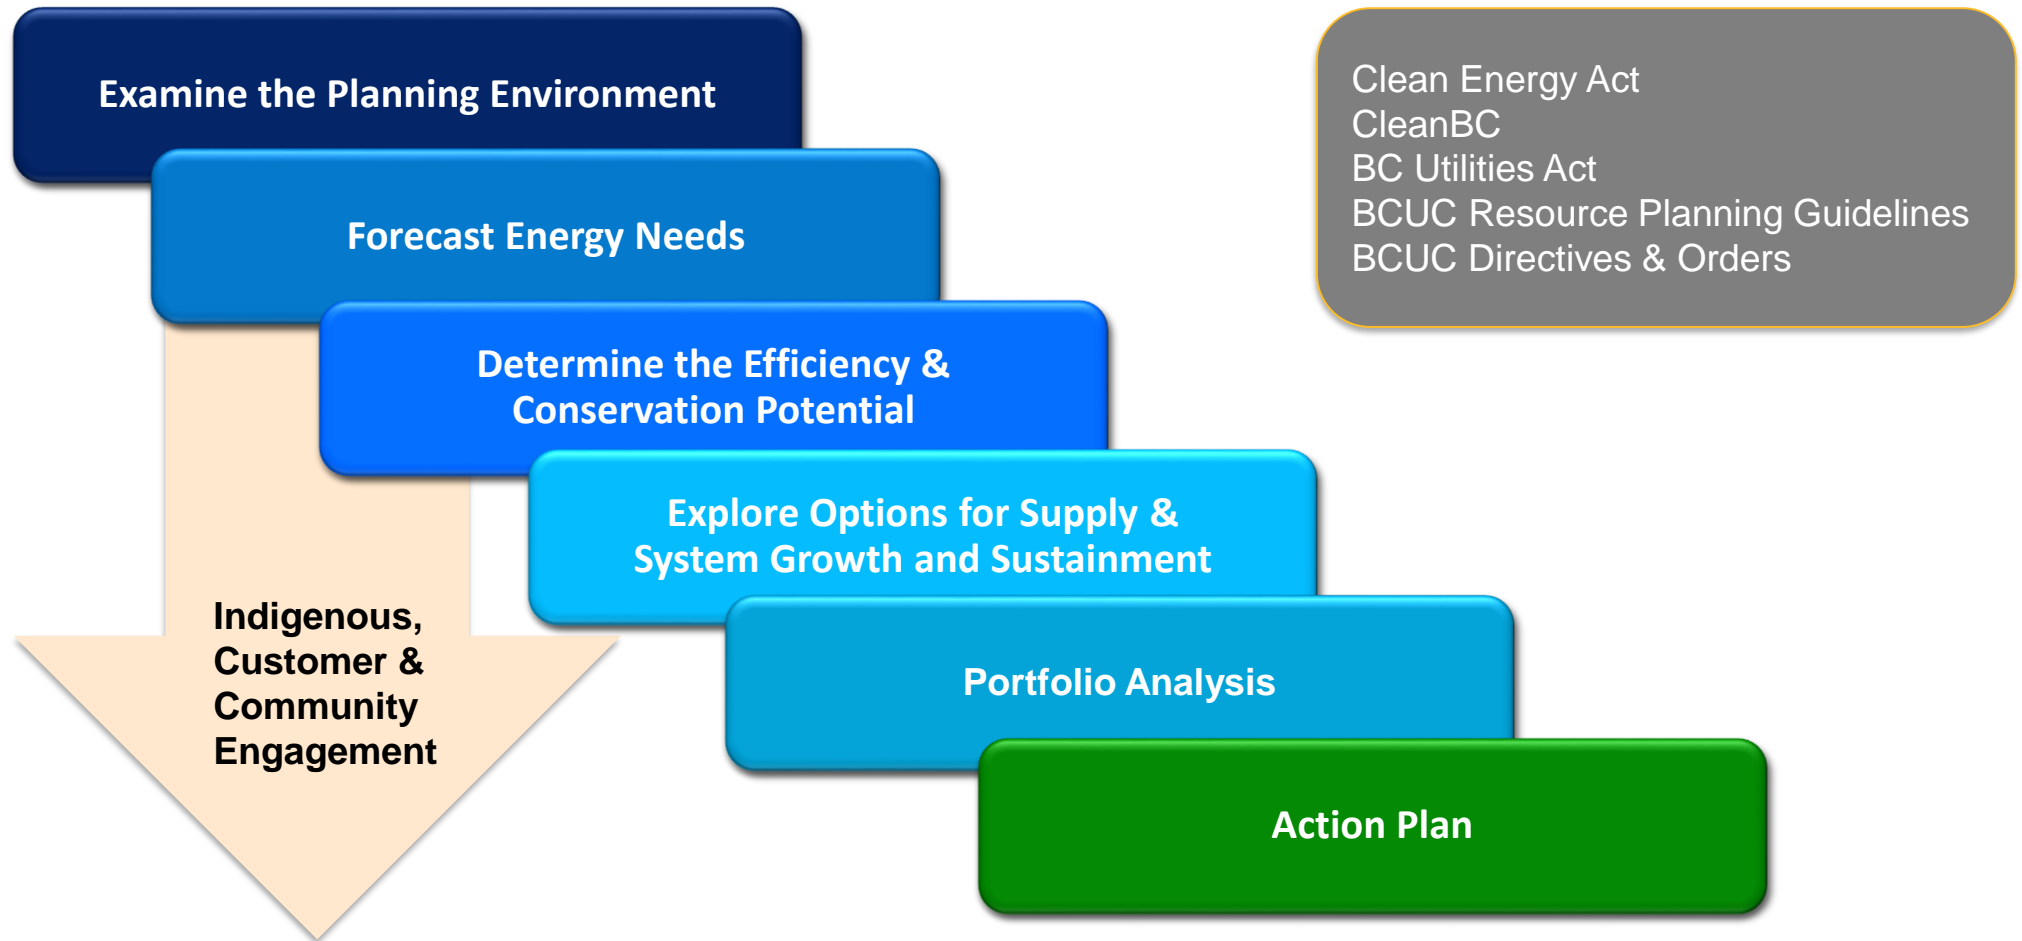 Examine the Planning Environment
Forecast Energy Needs
Determine the Efficiency &
Conservation Potential
Explore Options for Supply &
System Growth and Sustainment
Portfolio Analysis
Action Plan
Indigenous,
Customer &
Community
Engagement
Clean Energy Act
CleanBC
BC Utilities Act
BCUC Resource Planning Guidelines
BCUC Directives & Orders